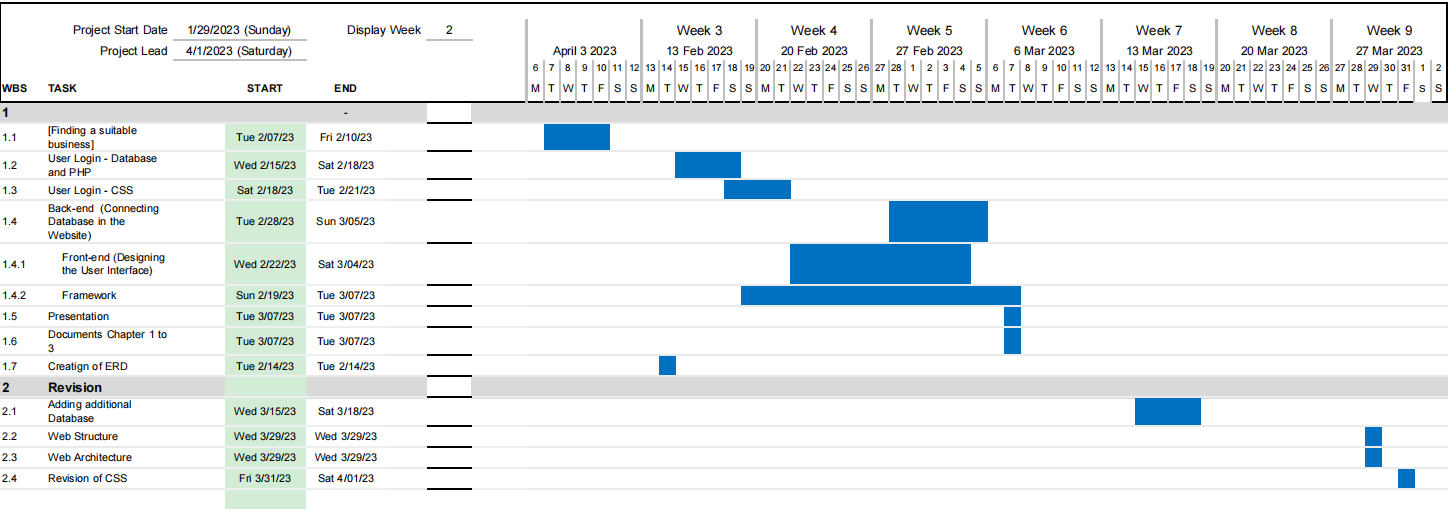 Project Start Date 1/29/2023 (Sunday) Display Week 2 Week 3 Week 4 Week 5 Week 6 Week 7 Week 8 Week 9
Project Lead 4/1/2023 (Saturday) April 3 2023 13 Feb 2023 20 Feb 2023 27 Feb 2023 6 Mar 2023 13 Mar 2023 20 Mar 2023 27 Mar 2023
6 7 8 9 10 11 12 13 14 15 16 17 18 19 20 21 22 23 24 25 26 27 28 1 2 3 4 5 6 7 8 9 10 11 12 13 14 15 16 17 18 19 20 21 22 23 24 25 26 27 28 29 30 31 1 2
WBS TASK START END M T W T F S S M T W T F S S M T W T F S S M T W T F S S M T W T F S S M T W T F S S M T W T F S S M T W T F S S
1 -
1.1 [Finding a suitable
business] Tue 2/07/23 Fri 2/10/23
1.2 User Login - Database
and PHP Wed 2/15/23 Sat 2/18/23
1.3 User Login - CSS Sat 2/18/23 Tue 2/21/23
1.4 Back-end (Connecting
Database in the
Website) Tue 2/28/23 Sun 3/05/23
1.4.1 Front-end (Designing
the User Interface) Wed 2/22/23 Sat 3/04/23
1.4.2 Framework Sun 2/19/23 Tue 3/07/23
1.5 Presentation Tue 3/07/23 Tue 3/07/23
1.6 Documents Chapter 1 to
3 Tue 3/07/23 Tue 3/07/23
1.7 Creatign of ERD Tue 2/14/23 Tue 2/14/23
2 Revision
2.1 Adding additional
Database Wed 3/15/23 Sat 3/18/23
2.2 Web Structure Wed 3/29/23 Wed 3/29/23
2.3 Web Architecture Wed 3/29/23 Wed 3/29/23
2.4 Revision of CSS Fri 3/31/23 Sat 4/01/23